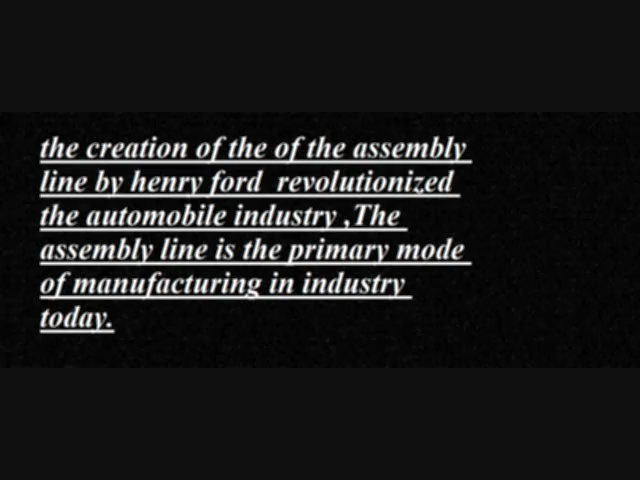 the creation of the of the assembly
line by henry ford  revolutionized
the automobile industry ,The
assembly line is the primary mode
of manufacturing in industry
today.